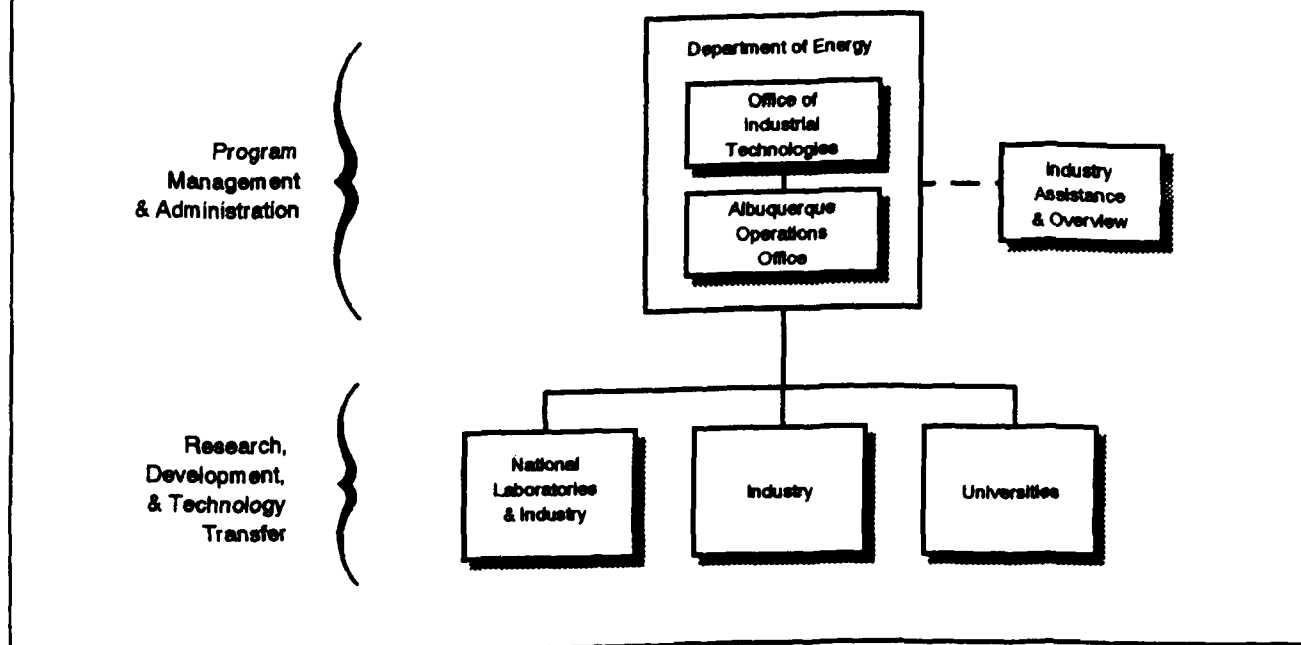 Department of Energy
Office of
Industrial
Technologies
Program
Management
& Administration
Industry
Assistance
& Overview
Albuquerque
Operations
Office
Research,
Development,
& Technology
Transfer
National
Laboratories
& Industry
Industry
Universities